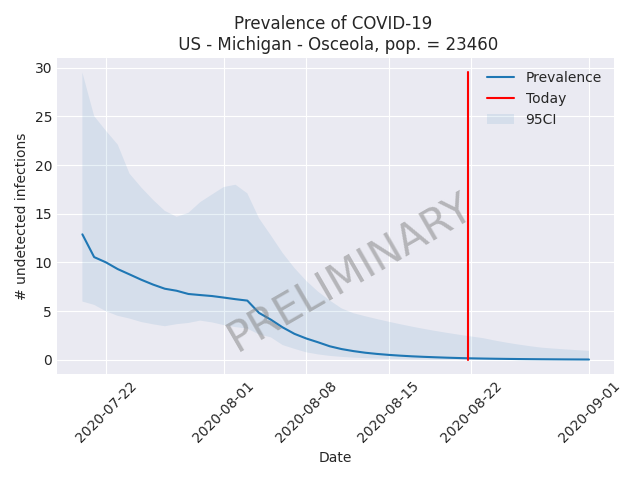 Prevalence of COVID-19
US - Michigan - Osceola, pop. = 23460
# undetected infections
30
25
20
15
10
5
0
Prevalence
Today
95CI
PRELIMINARY
2020-07-22
2020-08-01
2020-08-08
2020-08-15
2020-08-22
2020-09-01
Date